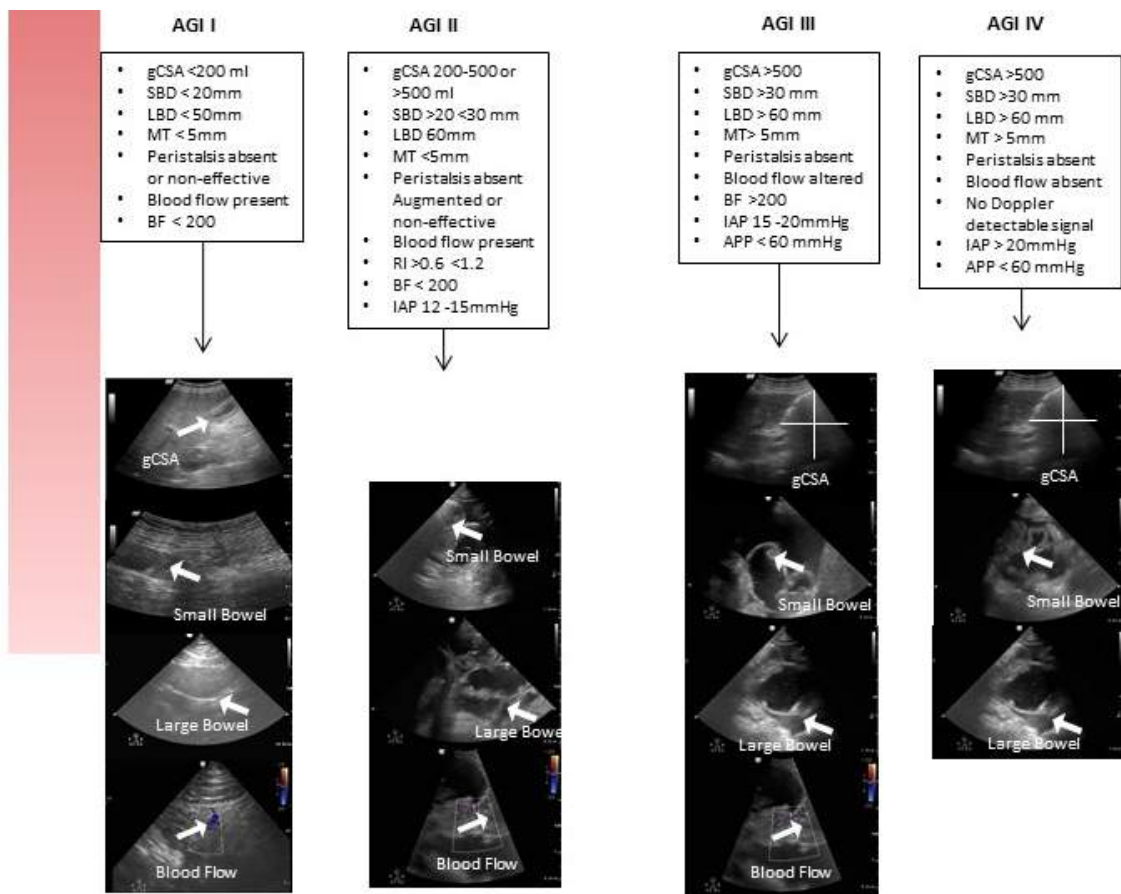 AGI I
• gCSA <200 ml
• SBD < 20mm
• LBD < 50mm
• MT < 5mm
• Peristalsis absent
or non-effective
• Blood flow present
• BF < 200
AGI II
• gCSA 200-500 or
>500 ml
• SBD >20 <30 mm
• LBD 60mm
• MT <5mm
• Peristalsis absent
Augmented or
non-effective
• Blood flow present
• RI >0.6 <1.2
• BF < 200
• IAP 12 -15mmHg
AGI III
• gCSA >500
• SBD >30 mm
• LBD > 60 mm
• MT> 5mm
• Peristalsis absent
• Blood flow altered
• BF >200
• IAP 15 -20mmHg
• APP < 60 mmHg
AGI IV
• gCSA >500
• SBD >30 mm
• LBD > 60 mm
• MT > 5mm
• Peristalsis absent
• Blood flow absent
• No Doppler
detectable signal
• IAP > 20mmHg
• APP < 60 mmHg
gCSA
Small Bowel
Large Bowel
Blood Flow
Small Bowel
Large Bowel
Blood Flow
gCSA
Small Bowel
Large Bowel
Blood Flow
gCSA
Small Bowel
Large Bowel